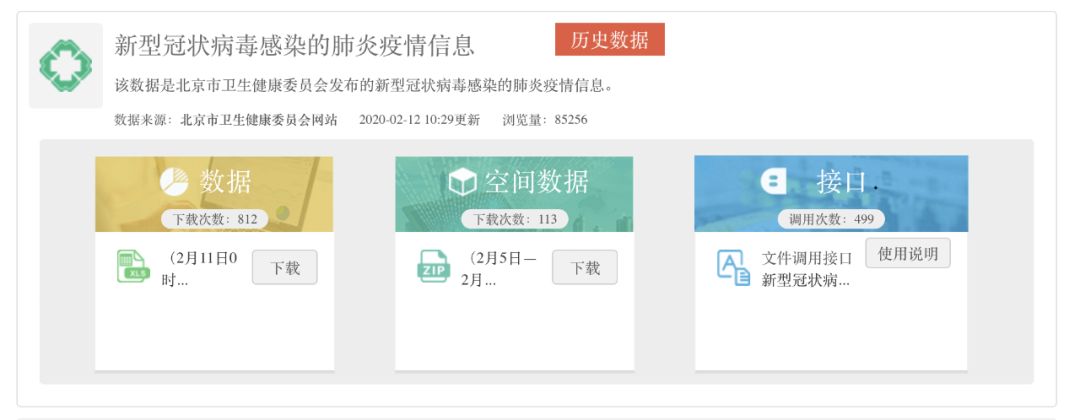 新型冠状病毒感染的肺炎疫情信息
历史数据
该数据是北京市卫生健康委员会发布的新型冠状病毒感染的肺炎疫情信息。
数据来源：北京市卫生健康委员会网站 2020-02-12 10:29更新 浏览量：85256
数据
下载次数：812
XLS
（2月11日0
时...
下载
空间数据
下载次数：113
ZIP
（2月5日—
2月...
下载
接口
调用次数：499
文件调用接口
新型冠状病...
使用说明